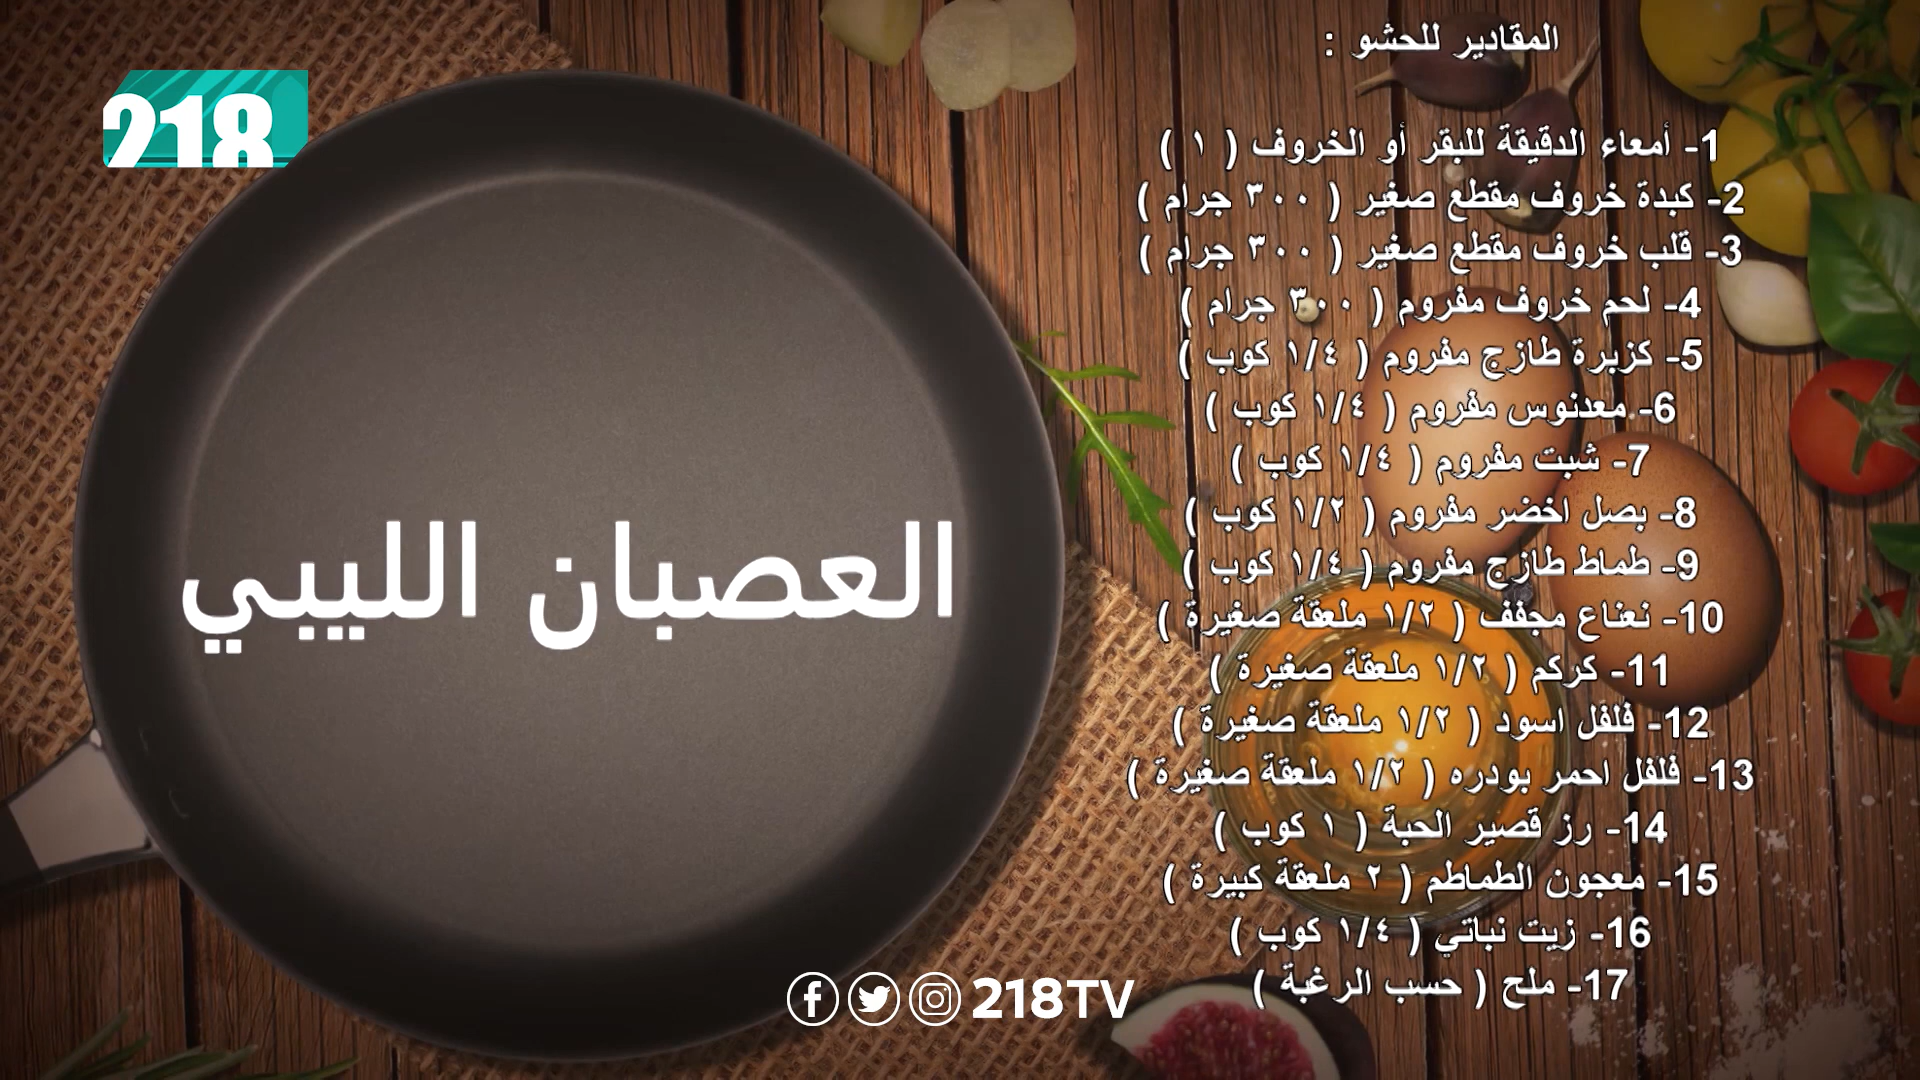 218
المقادير للحشو :
1- أمعاء الدقيقة للبقر أو الخروف ( ١ )
2- كبدة خروف مقطع صغير ( ٣٠٠ جرام )
3- قلب خروف مقطع صغير ( ٣٠٠ جرام )
4- لحم خروف مفروم ( ٣٠٠ جرام )
5- كزبرة طازج مفروم ( ١/٤ كوب )
6- معدنوس مفروم ( ١/٤ كوب )
7- شبت مفروم ( ١/٤ كوب )
8- بصل اخضر مفروم ( ١/٢ كوب )
9- طماط طازج مفروم ( ١/٤ كوب )
10- نعناع مجفف ( ١/٢ ملعقة صغيرة )
11- كركم ( ١/٢ ملعقة صغيرة )
12- فلفل اسود ( ١/٢ ملعقة صغيرة )
13- فلفل احمر بودره ( ١/٢ ملعقة صغيرة )
14- رز قصير الحبة ( ١ كوب )
15- معجون الطماطم ( ٢ ملعقة كبيرة )
16- زيت نباتي ( ١/٤ كوب )
17- ملح ( حسب الرغبة )
العصبان الليبي
218TV